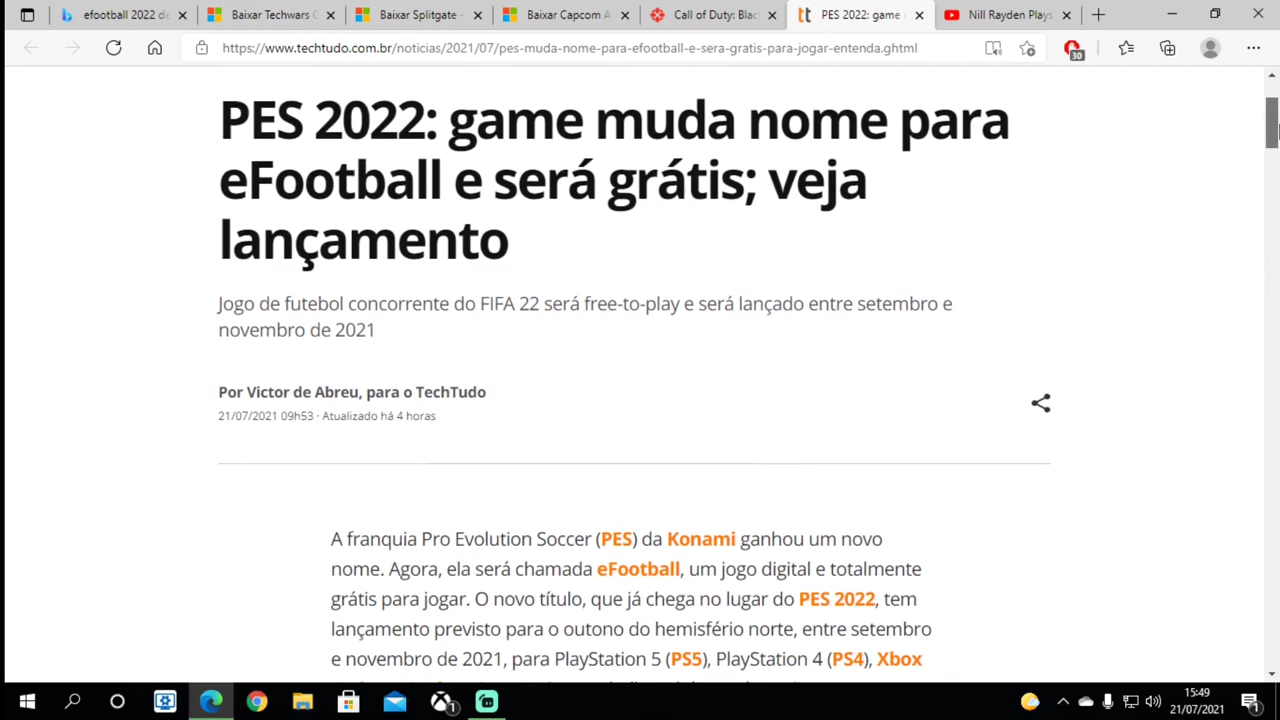 efootball 2022 de
Baixar Techwars G
Baixar Splitgate -
Baixar Capcom A
Call of Duty: Blac
PES 2022: game
Nill Rayden Plays
https://www.techtudo.com.br/noticias/2021/07/pes-muda-nome-para-efootball-e-sera-gratis-para-jogar-entenda.ghtml
30
PES 2022: game muda nome para
eFootball e será grátis; veja
lançamento
Jogo de futebol concorrente do FIFA 22 será free-to-play e será lançado entre setembro e
novembro de 2021
Por Victor de Abreu, para o TechTudo
21/07/2021 09h53 · Atualizado há 4 horas
A franquia Pro Evolution Soccer (PES) da Konami ganhou um novo
nome. Agora, ela será chamada eFootball, um jogo digital e totalmente
grátis para jogar. O novo título, que já chega no lugar do PES 2022, tem
lançamento previsto para o outono do hemisfério norte, entre setembro
e novembro de 2021, para PlayStation 5 (PS5), PlayStation 4 (PS4), Xbox
1
15:49
21/07/2021
1